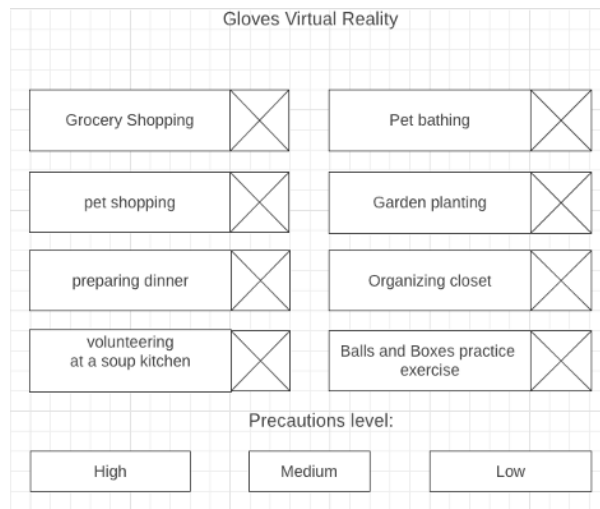 Gloves Virtual Reality
Grocery Shopping
Pet bathing
pet shopping
Garden planting
preparing dinner
Organizing closet
volunteering
at a soup kitchen
Balls and Boxes practice
exercise
Precautions level:
High
Medium
Low